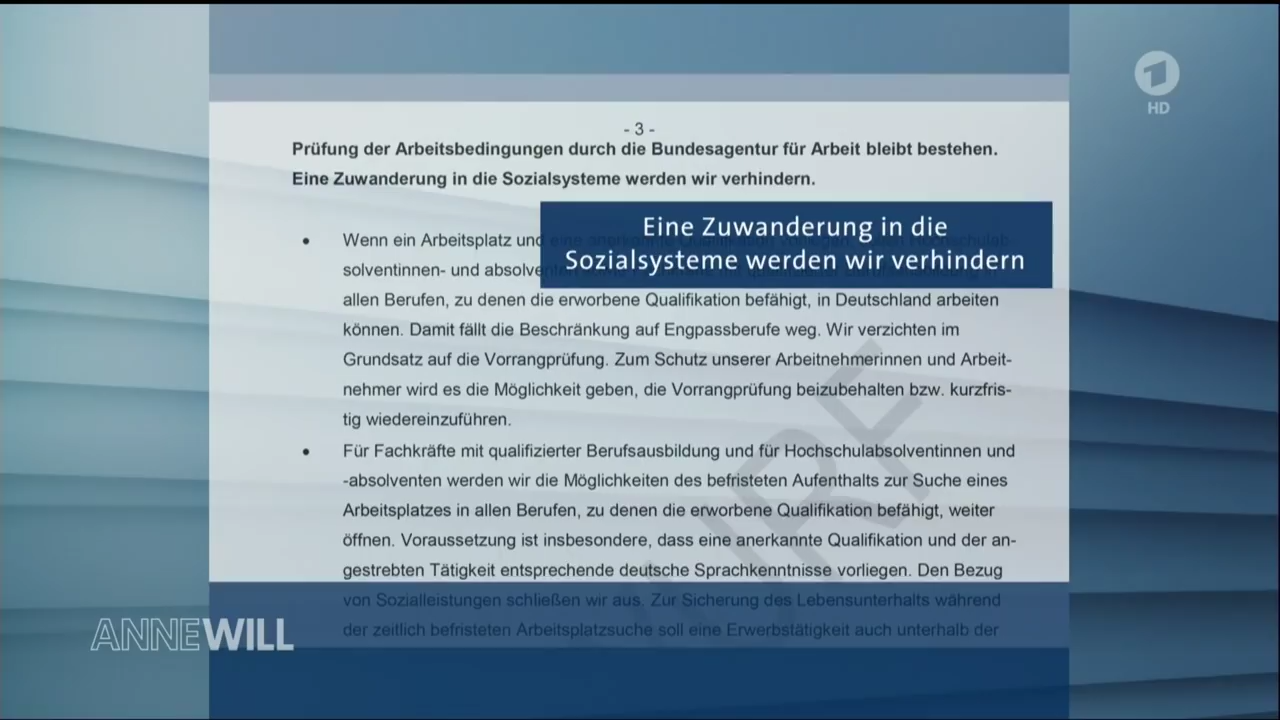 1
HD
- 3 -
Prüfung der Arbeitsbedingungen durch die Bundesagentur für Arbeit bleibt bestehen.
Eine Zuwanderung in die Sozialsysteme werden wir verhindern.
Eine Zuwanderung in die
Sozialsysteme werden wir verhindern
• Wenn ein Arbeitsplatz und eine anerkannte Qualifikation
solventinnen- und absolventen
allen Berufen, zu denen die erworbene Qualifikation befähigt, in Deutschland arbeiten
können. Damit fällt die Beschränkung auf Engpassberufe weg. Wir verzichten im
Grundsatz auf die Vorrangprüfung. Zum Schutz unserer Arbeitnehmerinnen und Arbeit-
nehmer wird es die Möglichkeit geben, die Vorrangprüfung beizubehalten bzw. kurzfris-
tig wiedereinzuführen.
• Für Fachkräfte mit qualifizierter Berufsausbildung und für Hochschulabsolventinnen und
-absolventen werden wir die Möglichkeiten des befristeten Aufenthalts zur Suche eines
Arbeitsplatzes in allen Berufen, zu denen die erworbene Qualifikation befähigt, weiter
öffnen. Voraussetzung ist insbesondere, dass eine anerkannte Qualifikation und der an-
gestrebten Tätigkeit entsprechende deutsche Sprachkenntnisse vorliegen. Den Bezug
von Sozialleistungen schließen wir aus. Zur Sicherung des Lebensunterhalts während
der zeitlich befristeten Arbeitsplatzsuche soll eine Erwerbstätigkeit auch unterhalb der
ANNE WILL